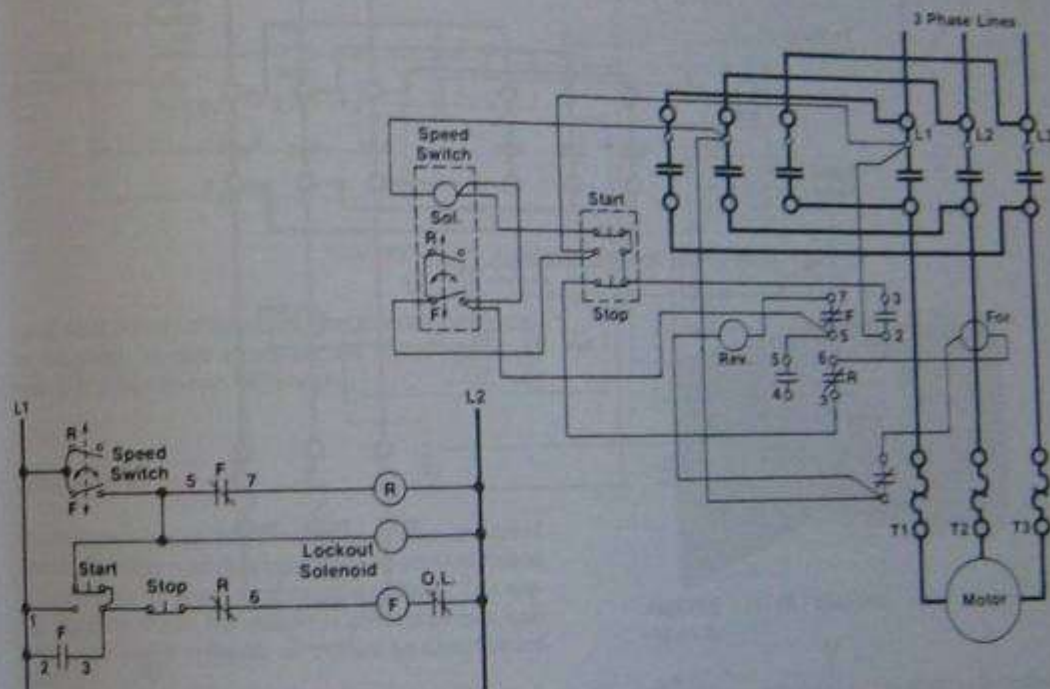 3 Phase Lines
L1
L2
L3
Speed
Switch
Sol.
R
F
Start
Stop
7
F
5
3
2
For.
Rev.
5
4
6
R
3
T1
T2
T3
Motor
L1
L2
R
Speed
Switch
F
5
F
7
R
Lockout
Solenoid
Start
Stop
R
6
F
O.L.
1
F
2
3